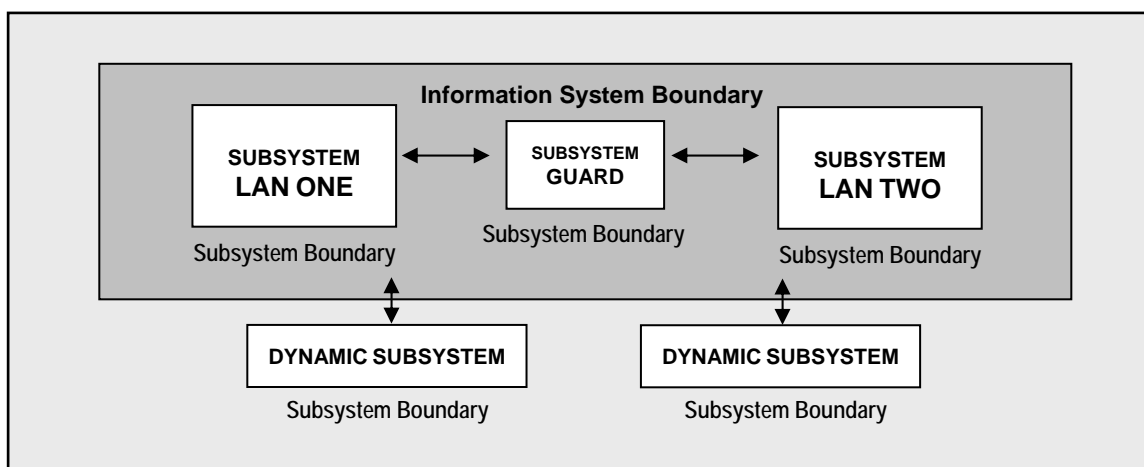 Information System Boundary
SUBSYSTEM
LAN ONE
SUBSYSTEM
GUARD
SUBSYSTEM
LAN TWO
Subsystem Boundary
Subsystem Boundary
Subsystem Boundary
DYNAMIC SUBSYSTEM
DYNAMIC SUBSYSTEM
Subsystem Boundary
Subsystem Boundary